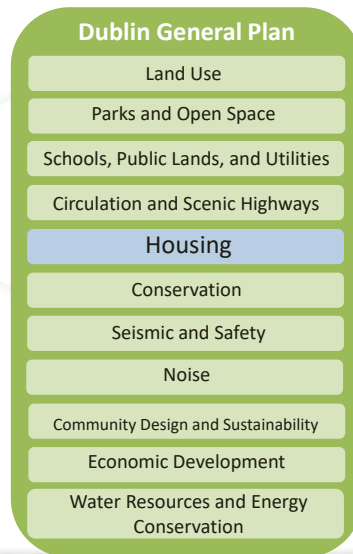 Dublin General Plan
Land Use
Parks and Open Space
Schools, Public Lands, and Utilities
Circulation and Scenic Highways
Housing
Conservation
Seismic and Safety
Noise
Community Design and Sustainability
Economic Development
Water Resources and Energy
Conservation